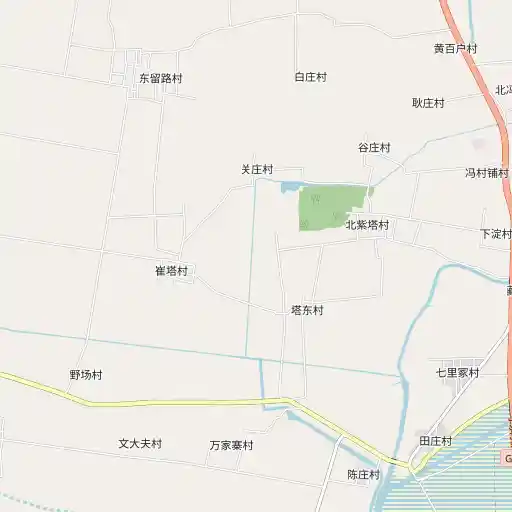 黄百户村
东留路村
白庄村
耿庄村
谷庄村
关庄村
冯村铺村
北紫塔村
下淀村
崔塔村
塔东村
七里冢村
野场村
文大夫村
万家寨村
田庄村
陈庄村
G